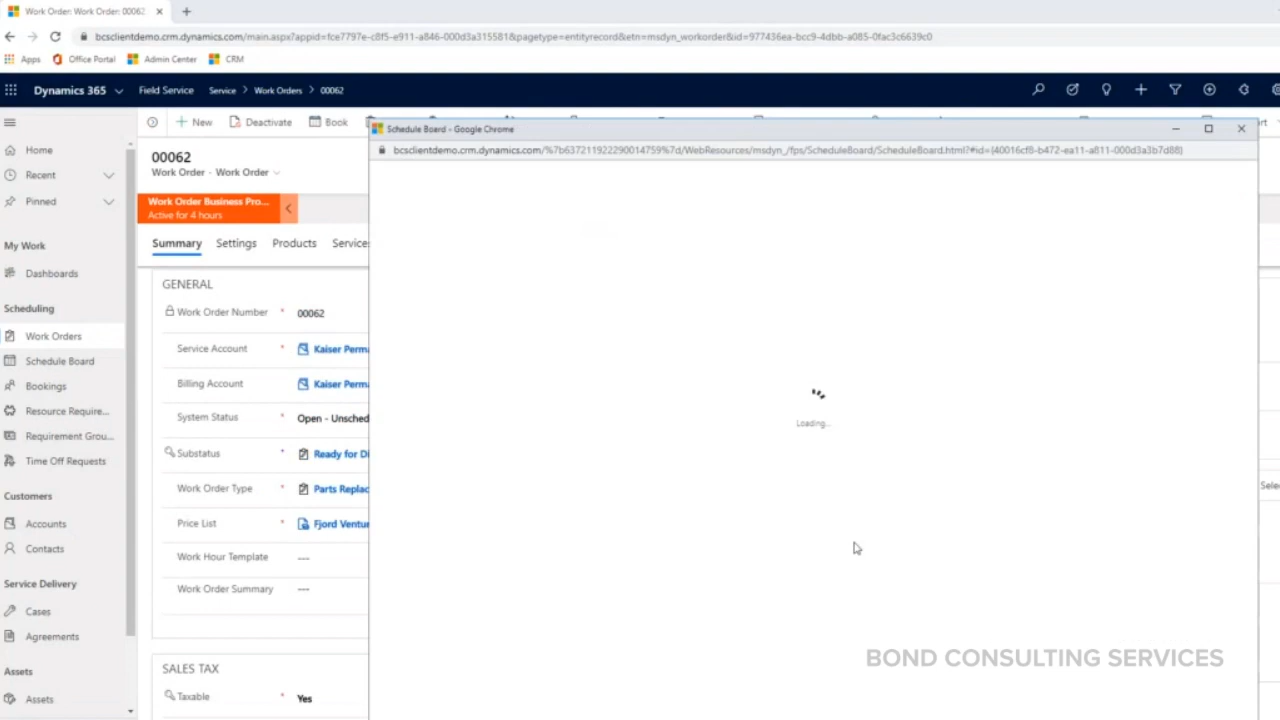 Work Order: Work Order: 00062
bcsclientdemo.crm.dynamics.com/main.aspx?appid=fce7797e-c8f5-e911-a846-000d3a315581&pagetype=entityrecord&etn=msdyn_workorder&id=977436ea-bcc9-4dbb-a085-0fac3c6639c0
Apps Office Portal Admin Center CRM
Dynamics 365 Field Service Service > Work Orders > 00062
New Deactivate Book
Schedule Board - Google Chrome
bcsclientdemo.crm.dynamics.com/%7b637211922290014759%7d/WebResources/msdyn_/fps/ScheduleBoard/ScheduleBoard.html?#id={40016cf8-b472-ea11-a811-000d3a3b7d88}
Home
Recent
Pinned
My Work
Dashboards
Scheduling
Work Orders
Schedule Board
Bookings
Resource Require...
Requirement Grou...
Time Off Requests
Customers
Accounts
Contacts
Service Delivery
Cases
Agreements
Assets
Assets
00062
Work Order · Work Order
Work Order Business Pro...
Active for 4 hours
Summary Settings Products Services
GENERAL
Work Order Number * 00062
Service Account * Kaiser Perm
Billing Account * Kaiser Perm
System Status * Open - Unsched
Substatus * Ready for Di
Work Order Type * Parts Replac
Price List * Fjord Ventur
Work Hour Template ---
Work Order Summary ---
SALES TAX
Taxable * Yes
Loading...
Sele
BOND CONSULTING SERVICES